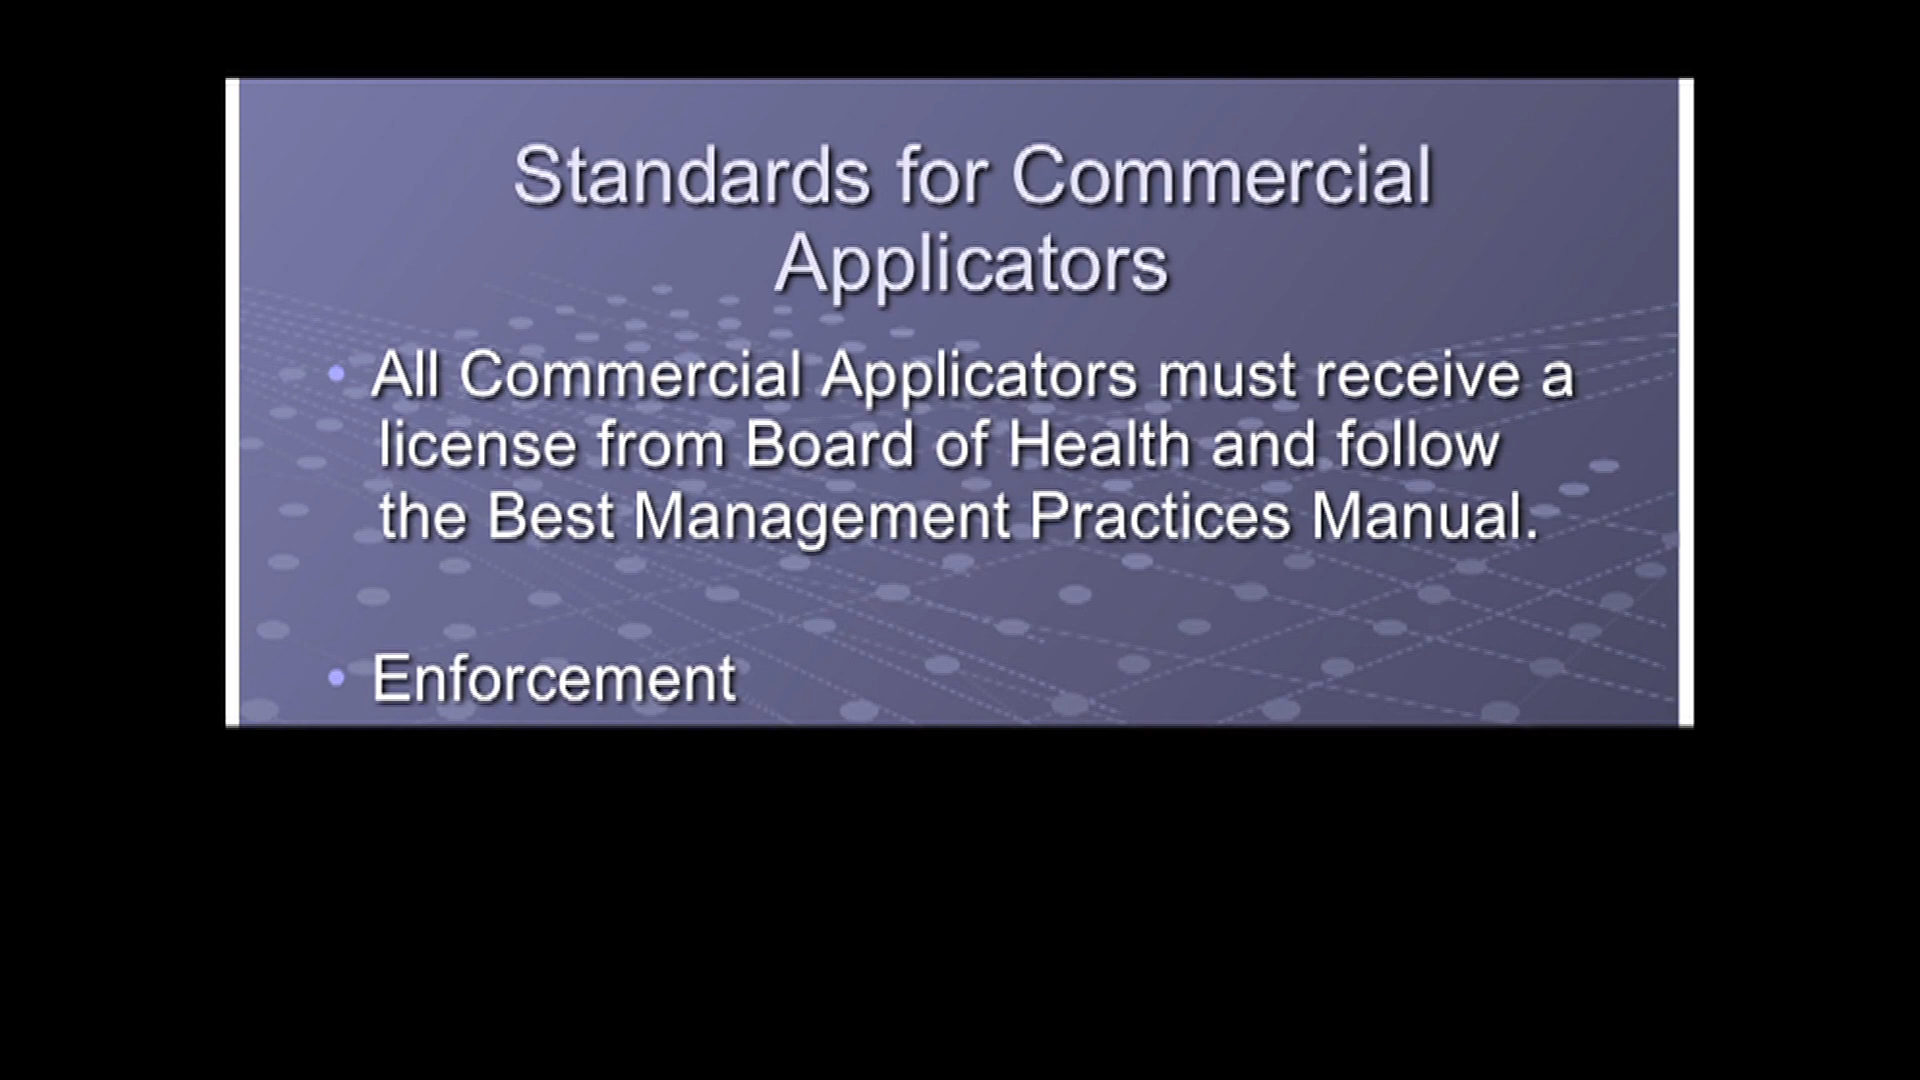 Standards for Commercial
Applicators
• All Commercial Applicators must receive a
license from Board of Health and follow
the Best Management Practices Manual.
• Enforcement